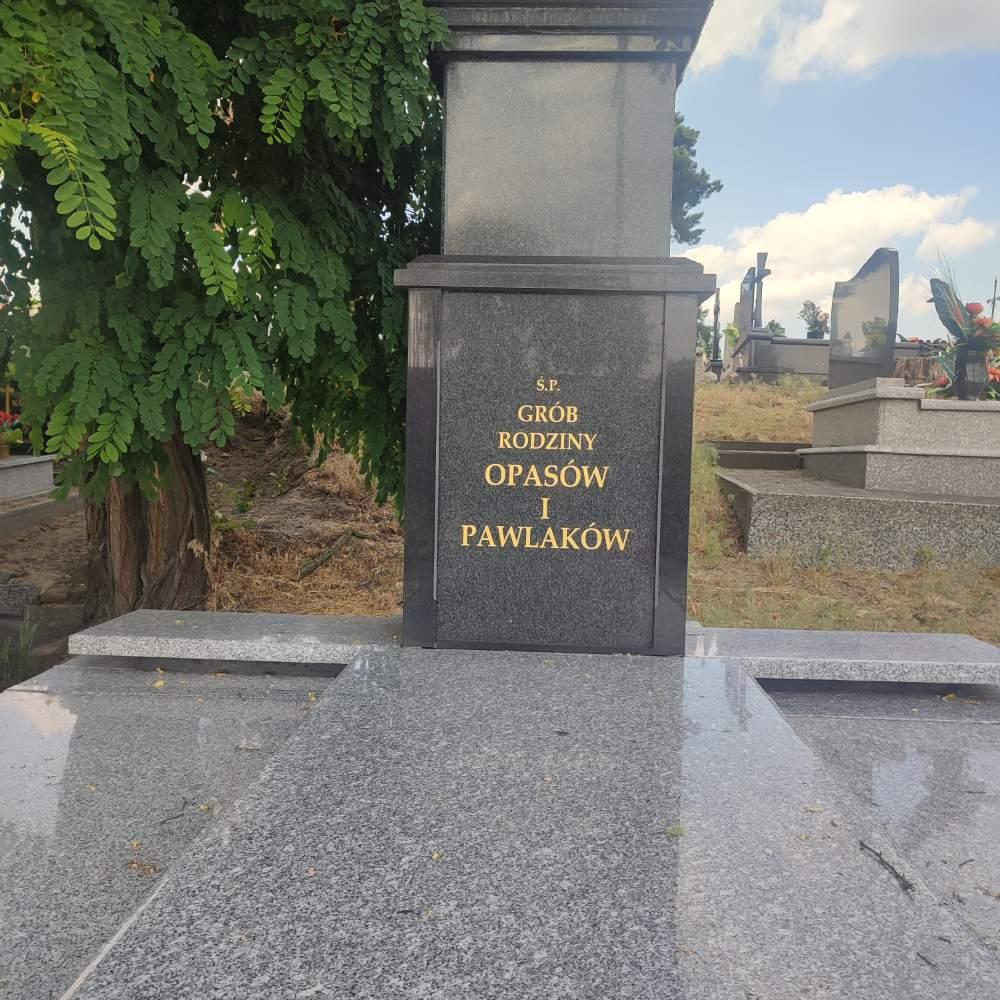 Ś.P.
GRÓB
RODZINY
OPASÓW
I
PAWLAKÓW